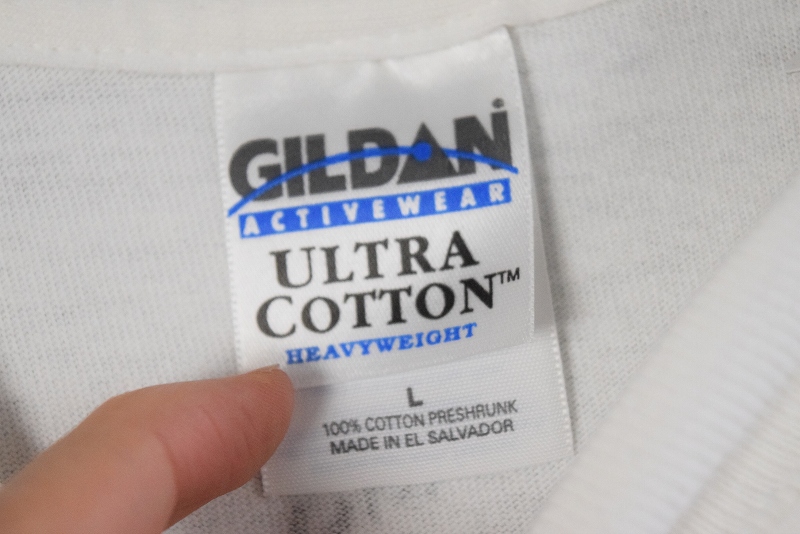 GILDAN®
ACTIVEWEAR
ULTRA
COTTON™
HEAVYWEIGHT
L
100% COTTON PRESHRUNK
MADE IN EL SALVADOR